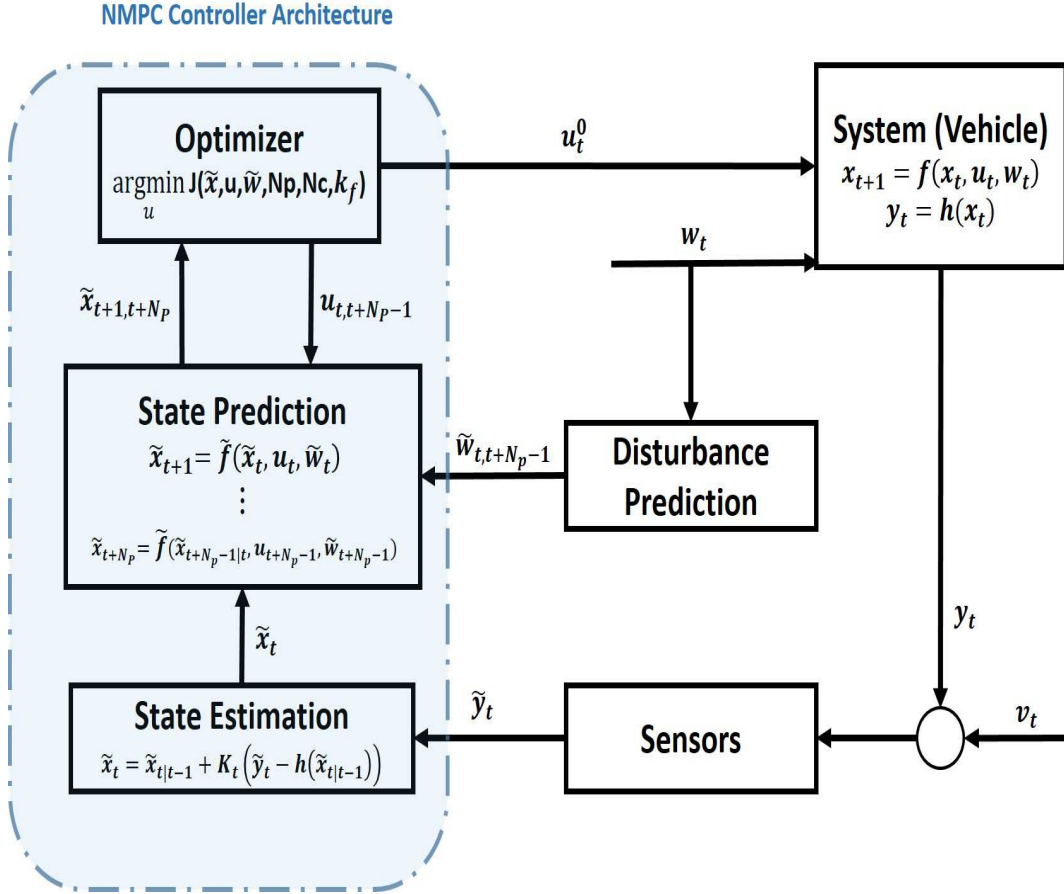 NMPC Controller Architecture
Optimizer
argmin J(x̃,u,w̃,Np,Nc,k_f)
u
u_t^0
System (Vehicle)
x_{t+1} = f(x_t, u_t, w_t)
y_t = h(x_t)
w_t
x̃_{t+1,t+N_P}
u_{t,t+N_P−1}
State Prediction
x̃_{t+1} = f̃(x̃_t, u_t, w̃_t)
⋮
x̃_{t+N_P} = f̃(x̃_{t+N_p−1|t}, u_{t+N_p−1}, w̃_{t+N_p−1})
w̃_{t,t+N_p−1}
Disturbance
Prediction
x̃_t
y_t
State Estimation
x̃_t = x̃_{t|t−1} + K_t (ỹ_t − h(x̃_{t|t−1}))
ỹ_t
Sensors
v_t